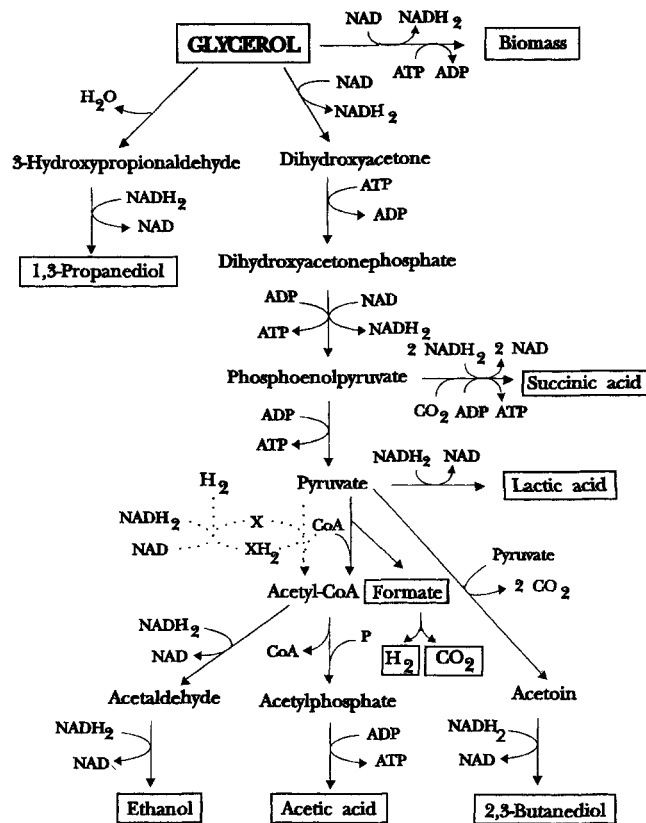 NAD NADH2
GLYCEROL
Biomass
ATP ADP
H2O
NAD
NADH2
3-Hydroxypropionaldehyde
Dihydroxyacetone
NADH2
NAD
ATP
ADP
1,3-Propanediol
Dihydroxyacetonephosphate
ADP NAD
ATP NADH2
2 NADH2 2 NAD
Phosphoenolpyruvate
Succinic acid
CO2 ADP ATP
ADP
ATP
NADH2 NAD
H2
Pyruvate
Lactic acid
NADH2 X CoA
NAD XH2
Pyruvate
2 CO2
Acetyl-CoA Formate
NADH2
NAD
CoA P
H2 CO2
Acetaldehyde
Acetylphosphate
Acetoin
NADH2
NAD
ADP
ATP
NADH2
NAD
Ethanol
Acetic acid
2,3-Butanediol